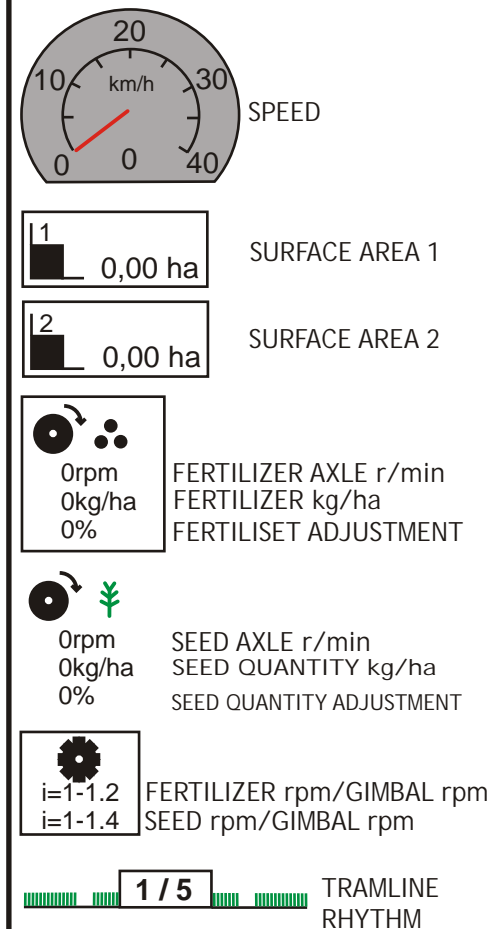 20
10 km/h 30
SPEED
0 0 40
1
0,00 ha
SURFACE AREA 1
2
0,00 ha
SURFACE AREA 2
0rpm FERTILIZER AXLE r/min
0kg/ha FERTILIZER kg/ha
0% FERTILISET ADJUSTMENT
0rpm SEED AXLE r/min
0kg/ha SEED QUANTITY kg/ha
0% SEED QUANTITY ADJUSTMENT
i=1-1.2 FERTILIZER rpm/GIMBAL rpm
i=1-1.4 SEED rpm/GIMBAL rpm
1 / 5 TRAMLINE
RHYTHM